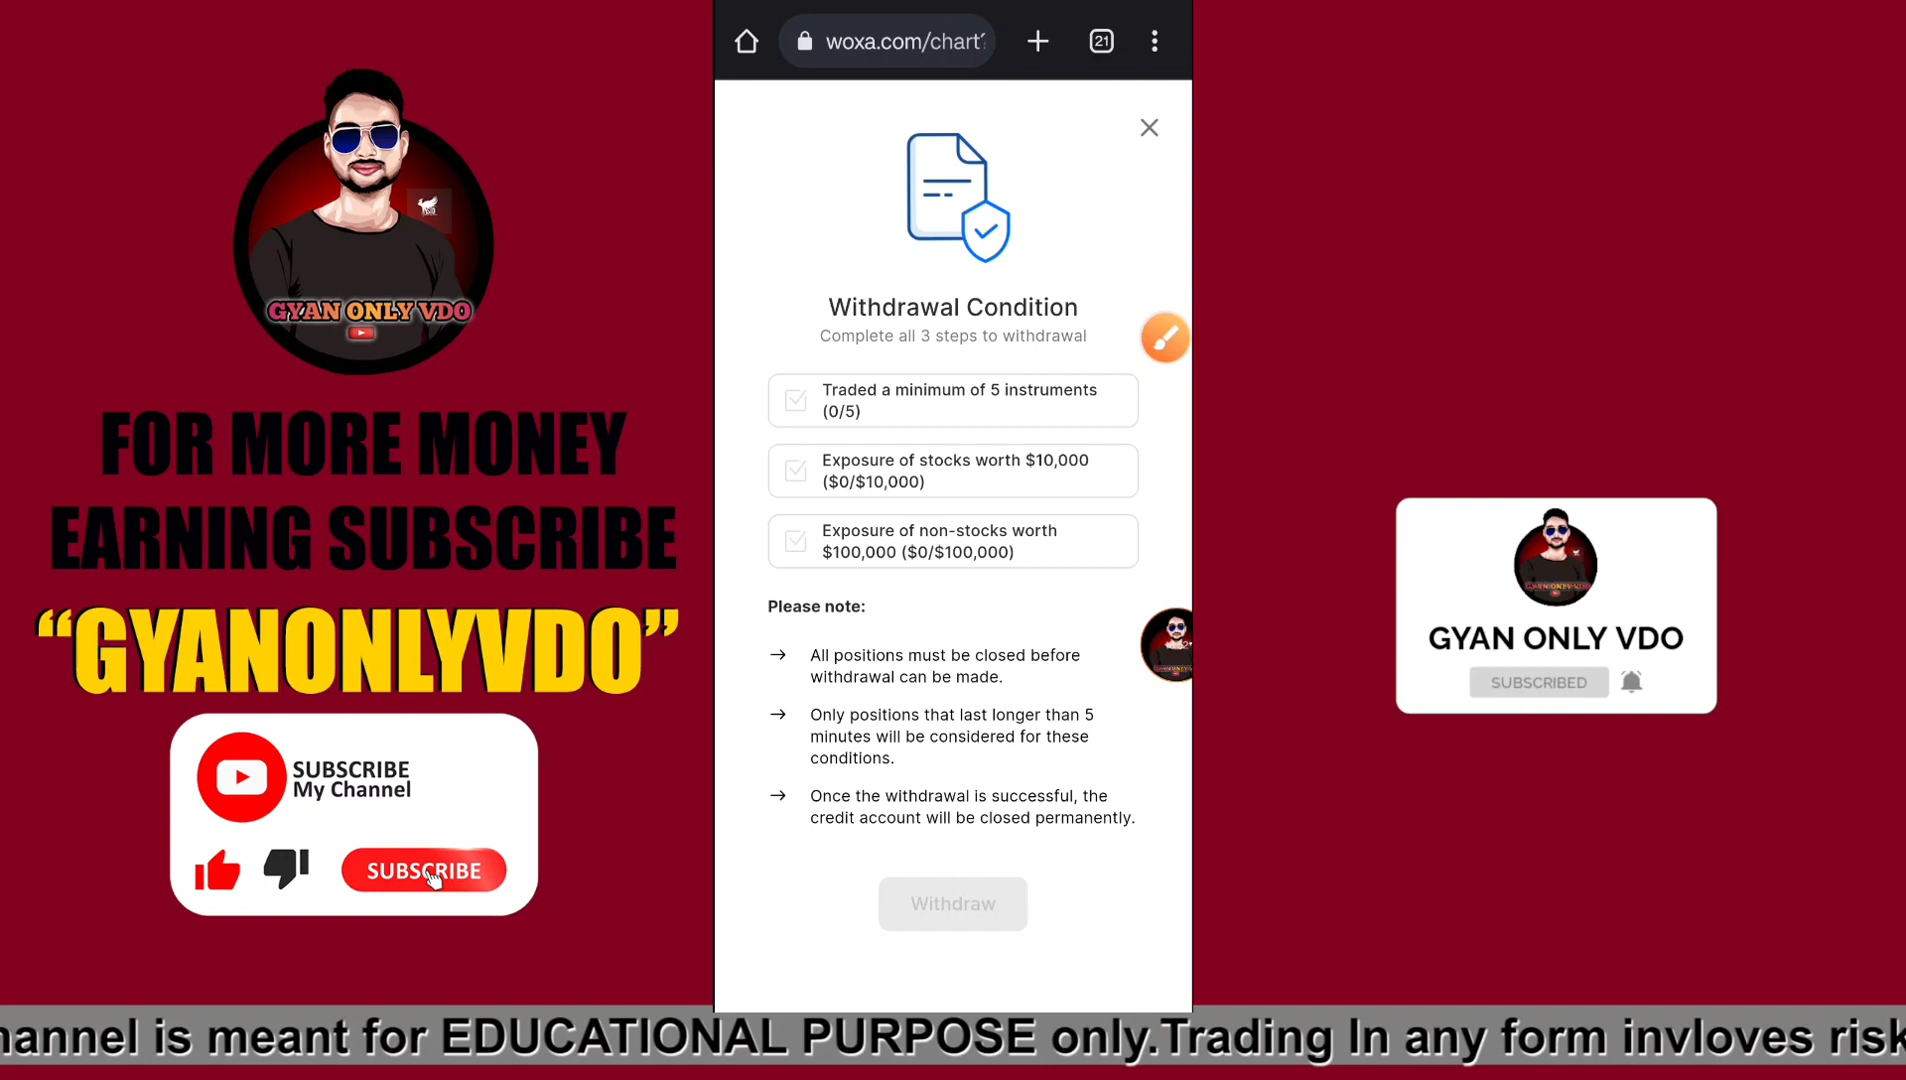 GYAN ONLY VDO
FOR MORE MONEY
EARNING SUBSCRIBE
“GYANONLYVDO”
SUBSCRIBE
My Channel
SUBSCRIBE
woxa.com/chart
21
Withdrawal Condition
Complete all 3 steps to withdrawal
Traded a minimum of 5 instruments
(0/5)
Exposure of stocks worth $10,000
($0/$10,000)
Exposure of non-stocks worth
$100,000 ($0/$100,000)
Please note:
→ All positions must be closed before
withdrawal can be made.
→ Only positions that last longer than 5
minutes will be considered for these
conditions.
→ Once the withdrawal is successful, the
credit account will be closed permanently.
Withdraw
GYAN ONLY VDO
SUBSCRIBED
hannel is meant for EDUCATIONAL PURPOSE only.Trading In any form invloves risk